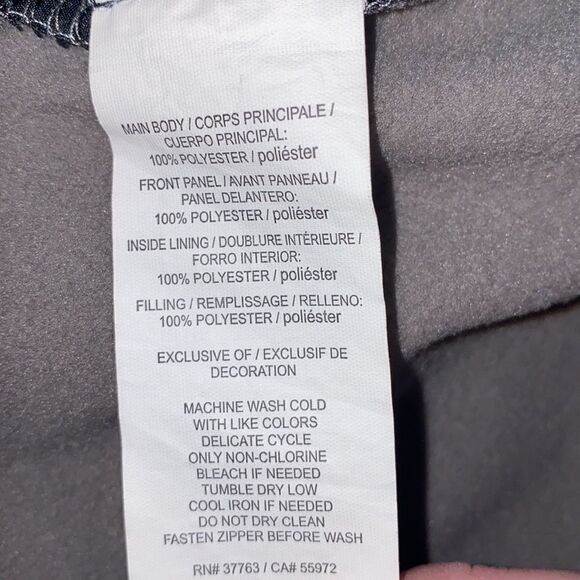 MAIN BODY / CORPS PRINCIPALE /
CUERPO PRINCIPAL:
100% POLYESTER / poliéster
FRONT PANEL / AVANT PANNEAU /
PANEL DELANTERO:
100% POLYESTER / poliéster
INSIDE LINING / DOUBLURE INTÉRIEURE /
FORRO INTERIOR:
100% POLYESTER / poliéster
FILLING / REMPLISSAGE / RELLENO:
100% POLYESTER / poliéster
EXCLUSIVE OF / EXCLUSIF DE
DECORATION
MACHINE WASH COLD
WITH LIKE COLORS
DELICATE CYCLE
ONLY NON-CHLORINE
BLEACH IF NEEDED
TUMBLE DRY LOW
COOL IRON IF NEEDED
DO NOT DRY CLEAN
FASTEN ZIPPER BEFORE WASH
RN# 37763 / CA# 55972